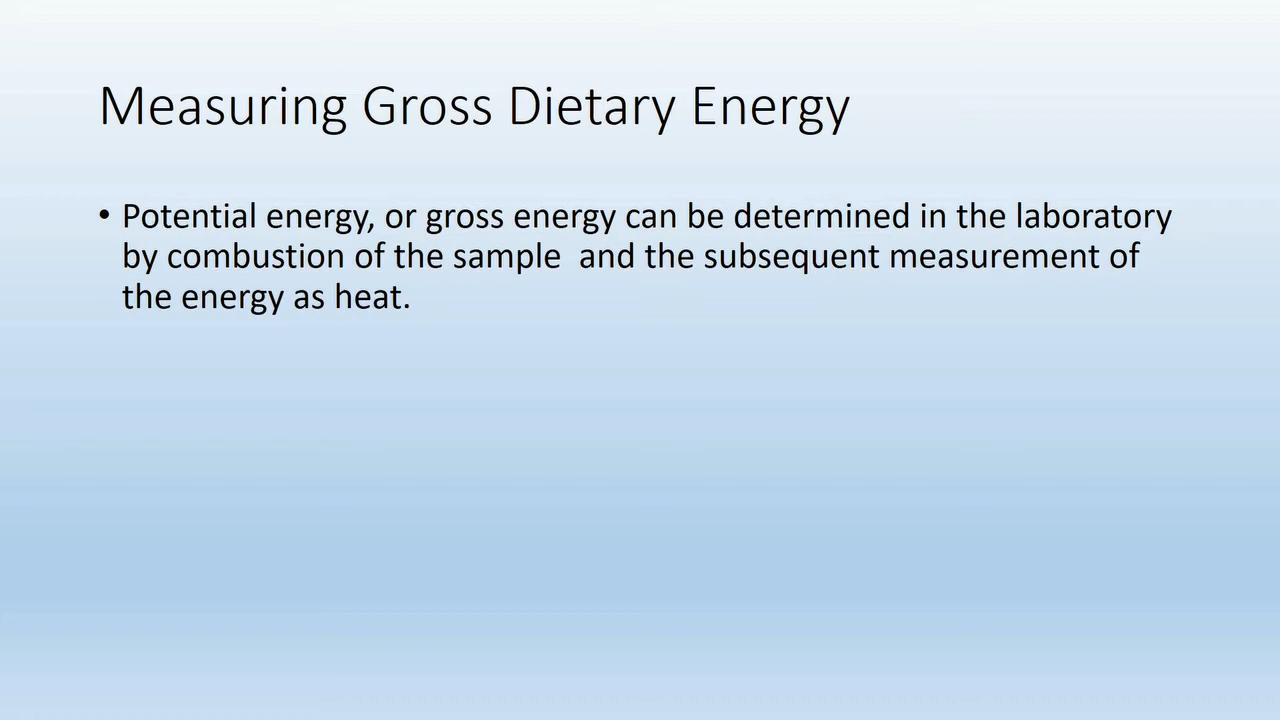 Measuring Gross Dietary Energy
• Potential energy, or gross energy can be determined in the laboratory
by combustion of the sample  and the subsequent measurement of
the energy as heat.